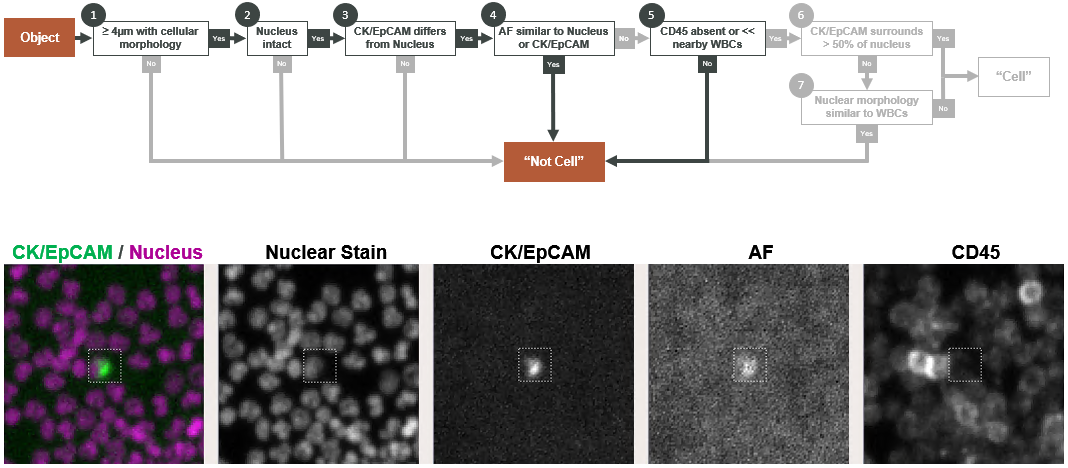 1
2
3
4
5
6
Object
≥ 4µm with cellular
morphology
Yes
Nucleus
intact
Yes
CK/EpCAM differs
from Nucleus
Yes
AF similar to Nucleus
or CK/EpCAM
No
CD45 absent or <<
nearby WBCs
Yes
CK/EpCAM surrounds
> 50% of nucleus
Yes
No
No
No
Yes
No
No
"Cell"
7
Nuclear morphology
similar to WBCs
No
Yes
"Not Cell"
CK/EpCAM / Nucleus
Nuclear Stain
CK/EpCAM
AF
CD45